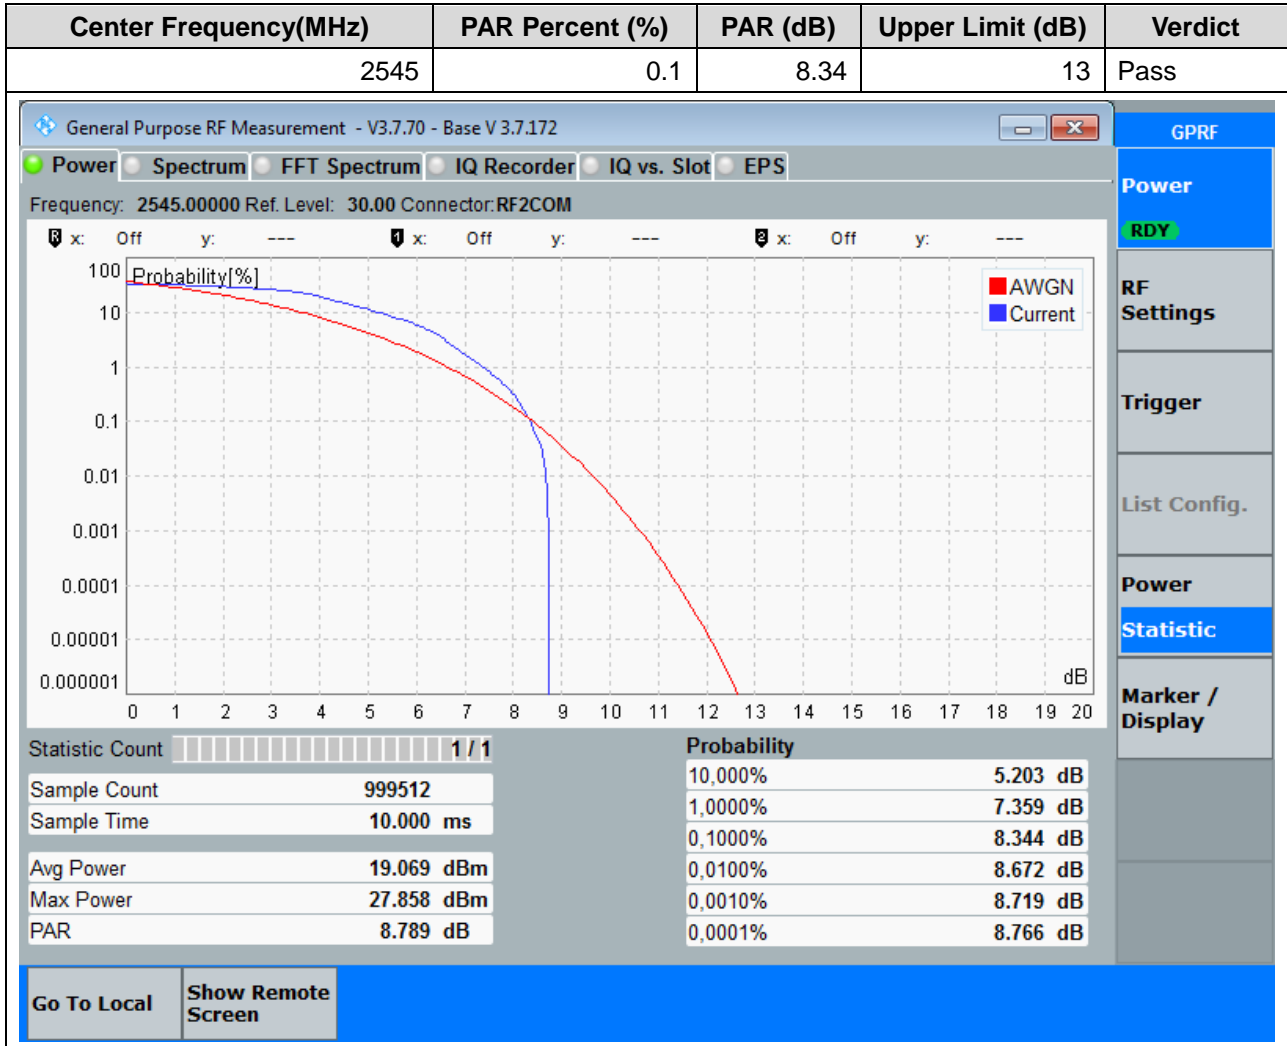 Center Frequency(MHz) PAR Percent (%) PAR (dB) Upper Limit (dB) Verdict
2545 0.1 8.34 13 Pass
General Purpose RF Measurement - V3.7.70 - Base V 3.7.172
GPRF
Power Spectrum FFT Spectrum IQ Recorder IQ vs. Slot EPS
Power
RDY
Frequency: 2545.00000 Ref. Level: 30.00 Connector:RF2COM
R x: Off y: --- 1 x: Off y: --- 2 x: Off y: ---
Probability[%]
AWGN
Current
100
10
1
0.1
0.01
0.001
0.0001
0.00001
0.000001
dB
0 1 2 3 4 5 6 7 8 9 10 11 12 13 14 15 16 17 18 19 20
RF
Settings
Trigger
List Config.
Power
Statistic
Marker /
Display
Statistic Count 1 / 1
Sample Count 999512
Sample Time 10.000 ms
Avg Power 19.069 dBm
Max Power 27.858 dBm
PAR 8.789 dB
Probability
10,000% 5.203 dB
1,0000% 7.359 dB
0,1000% 8.344 dB
0,0100% 8.672 dB
0,0010% 8.719 dB
0,0001% 8.766 dB
Go To Local
Show Remote
Screen